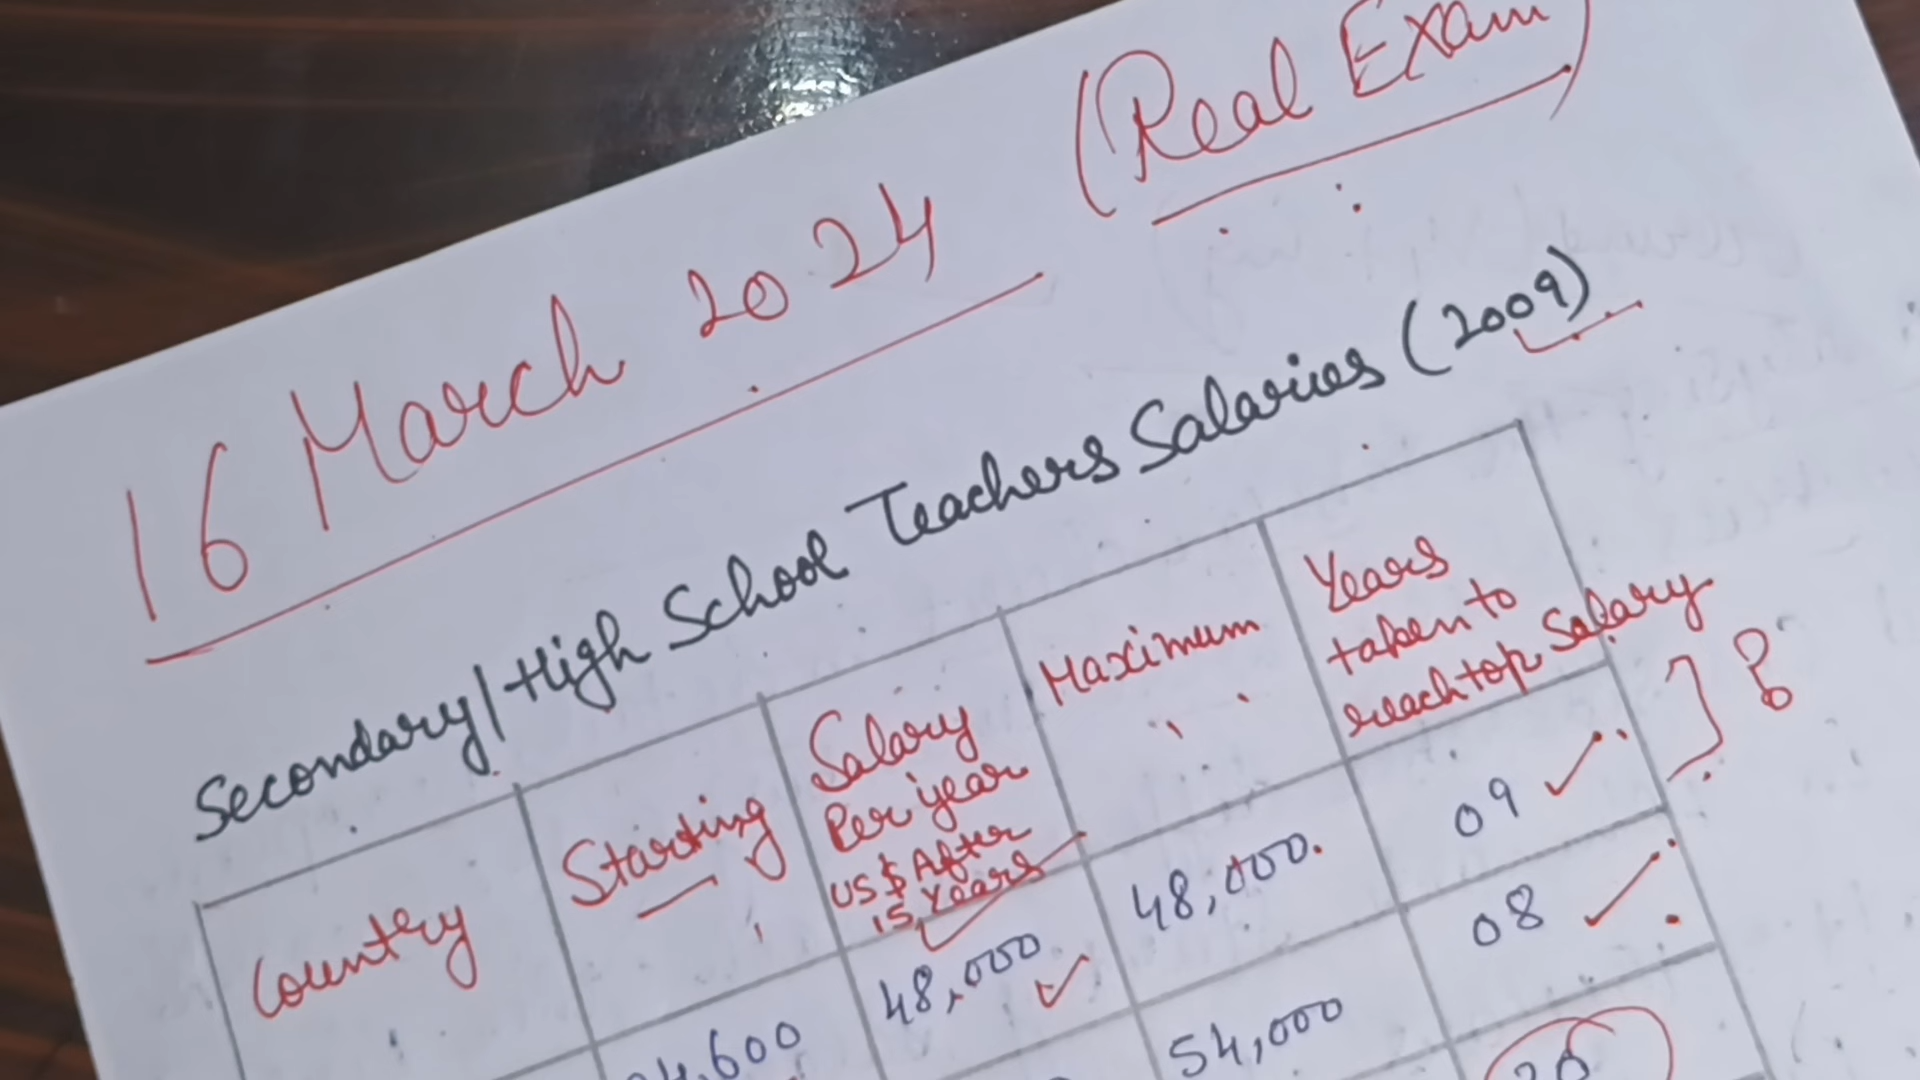 16 March 2024 (Real Exam)
Secondary/High School Teachers Salaries (2009)
Country
Starting
Salary
Per year
US $ After
15 Years
Maximum
Years
taken to
reach top Salary
48,000
48,000.
09
08
54,000